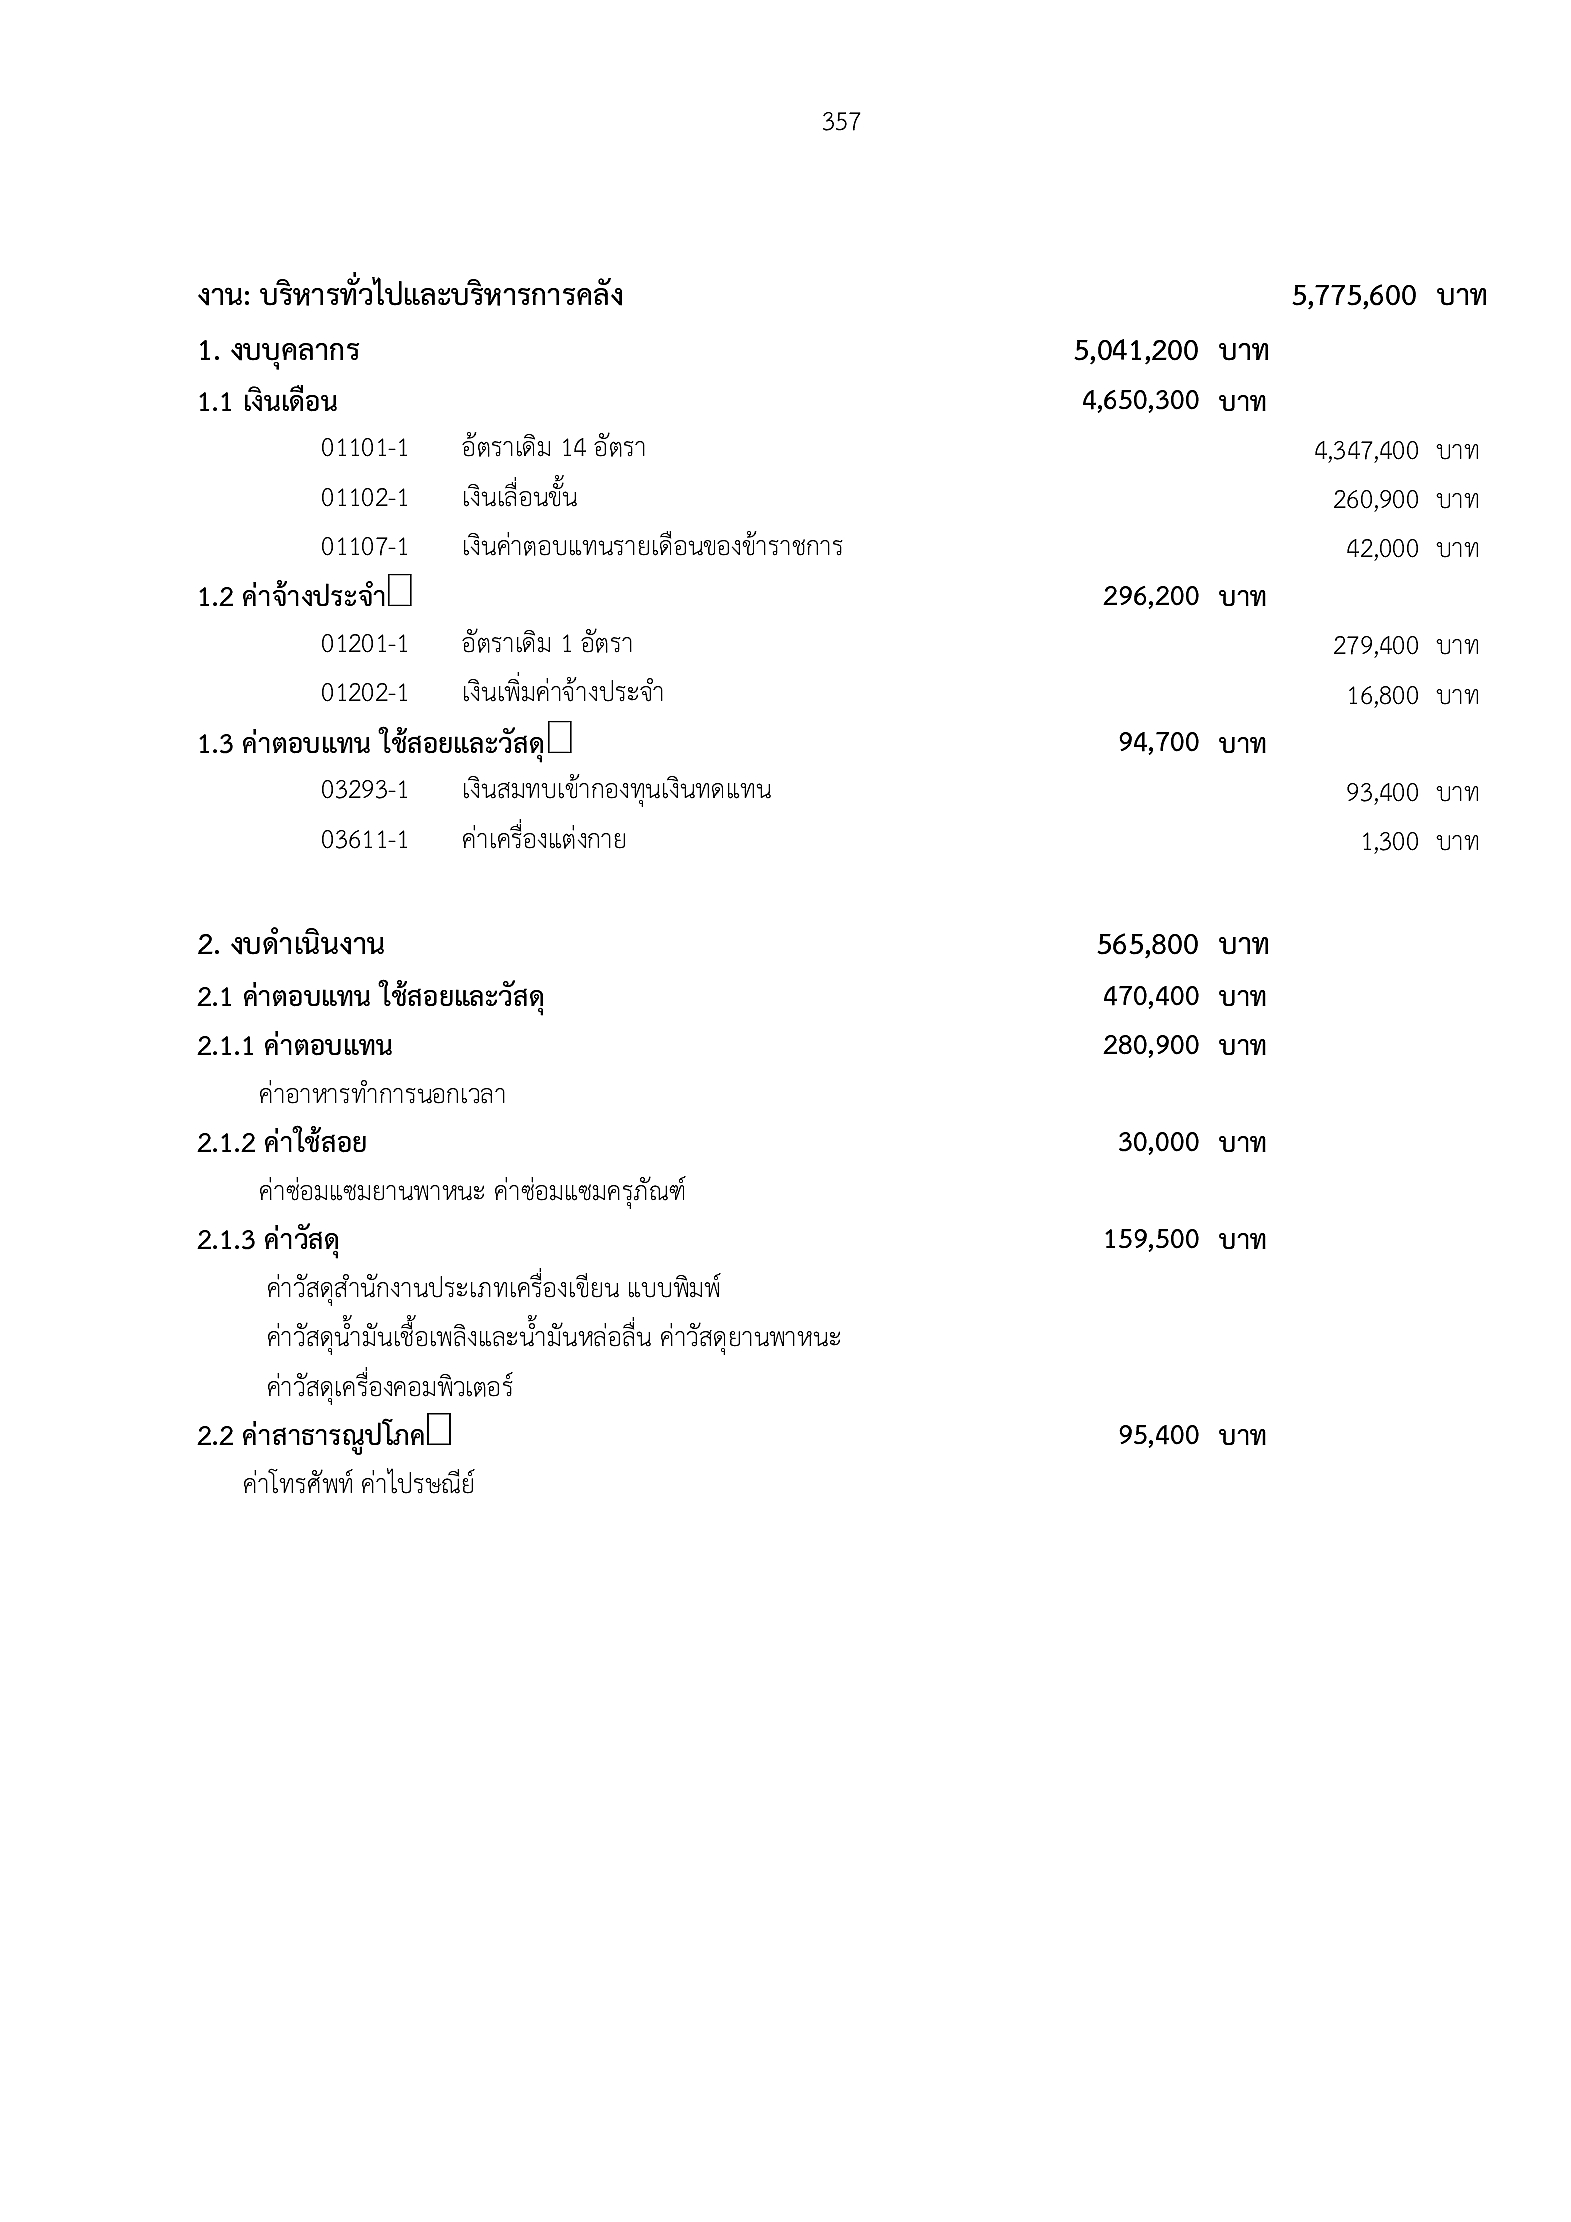 357
งาน: บริหารทั่วไปและบริหารการคลัง 5,775,600 บาท
1. งบบุคลากร 5,041,200 บาท
1.1 เงินเดือน 4,650,300 บาท
01101-1 อ้ตราเดิม 14 อัตรา 4,347,400 บาท
01102-1 เงินเลื่อนขั้น 260,900 บาท
01107-1 เงินค่าตอบแทนรายเดือนของข้าราชการ 42,000 บาท
1.2 ค่าจ้างประจำ 296,200 บาท
01201-1 อัตราเดิม 1 อัตรา 279,400 บาท
01202-1 เงินเพิ่มค่าจ้างประจำ 16,800 บาท
1.3 ค่าตอบแทน ใช้สอยและวัสดุ 94,700 บาท
03293-1 เงินสมทบเข้ากองทุนเงินทดแทน 93,400 บาท
03611-1 ค่าเครื่องแต่งกาย 1,300 บาท
2. งบดำเนินงาน 565,800 บาท
2.1 ค่าตอบแทน ใช้สอยและวัสดุ 470,400 บาท
2.1.1 ค่าตอบแทน 280,900 บาท
ค่าอาหารทำการนอกเวลา
2.1.2 ค่าใช้สอย 30,000 บาท
ค่าซ่อมแซมยานพาหนะ ค่าซ่อมแซมครุภัณฑ์
2.1.3 ค่าวัสดุ 159,500 บาท
ค่าวัสดุสำนักงานประเภทเครื่องเขียน แบบพิมพ์
ค่าวัสดุน้ำมันเชื้อเพลิงและน้ำมันหล่อลื่น ค่าวัสดุยานพาหนะ
ค่าวัสดุเครื่องคอมพิวเตอร์
2.2 ค่าสาธารณูปโภค 95,400 บาท
ค่าโทรศัพท์ ค่าไปรษณีย์